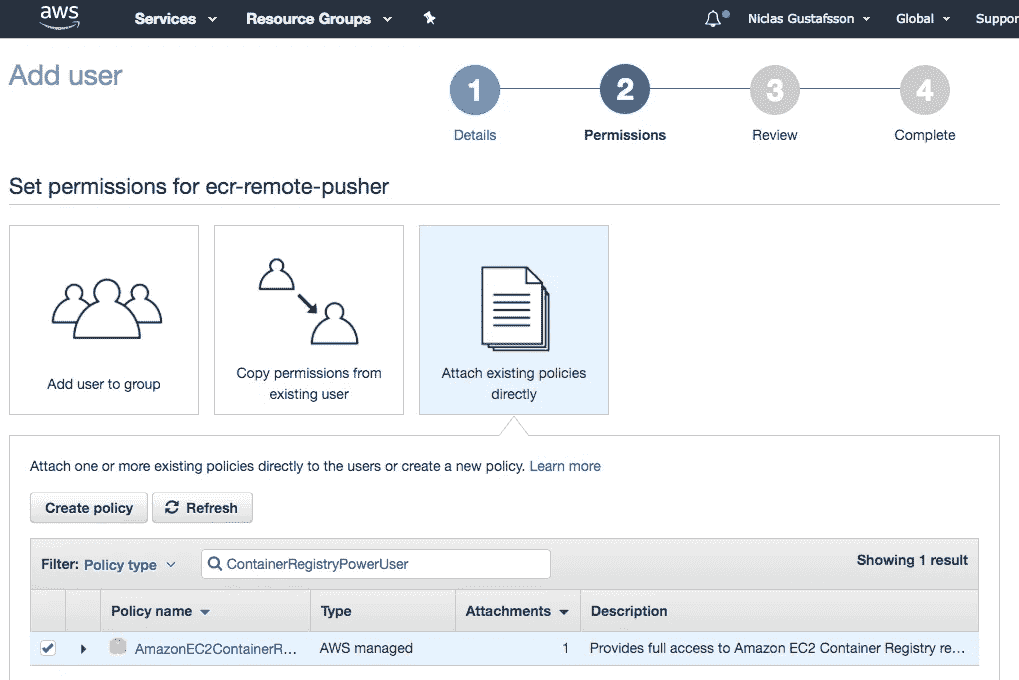 aws Services Resource Groups Niclas Gustafsson Global Suppor
Add user
1 2 3 4
Details Permissions Review Complete
Set permissions for ecr-remote-pusher
Add user to group
Copy permissions from
existing user
Attach existing policies
directly
Attach one or more existing policies directly to the users or create a new policy. Learn more
Create policy Refresh
Filter: Policy type ContainerRegistryPowerUser Showing 1 result
Policy name Type Attachments Description
AmazonEC2ContainerR... AWS managed 1 Provides full access to Amazon EC2 Container Registry re...